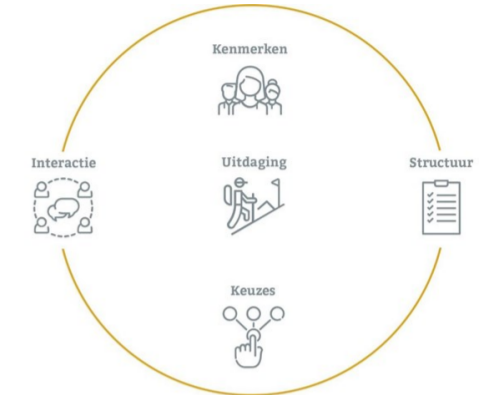 Kenmerken
Interactie
Uitdaging
Structuur
Keuzes